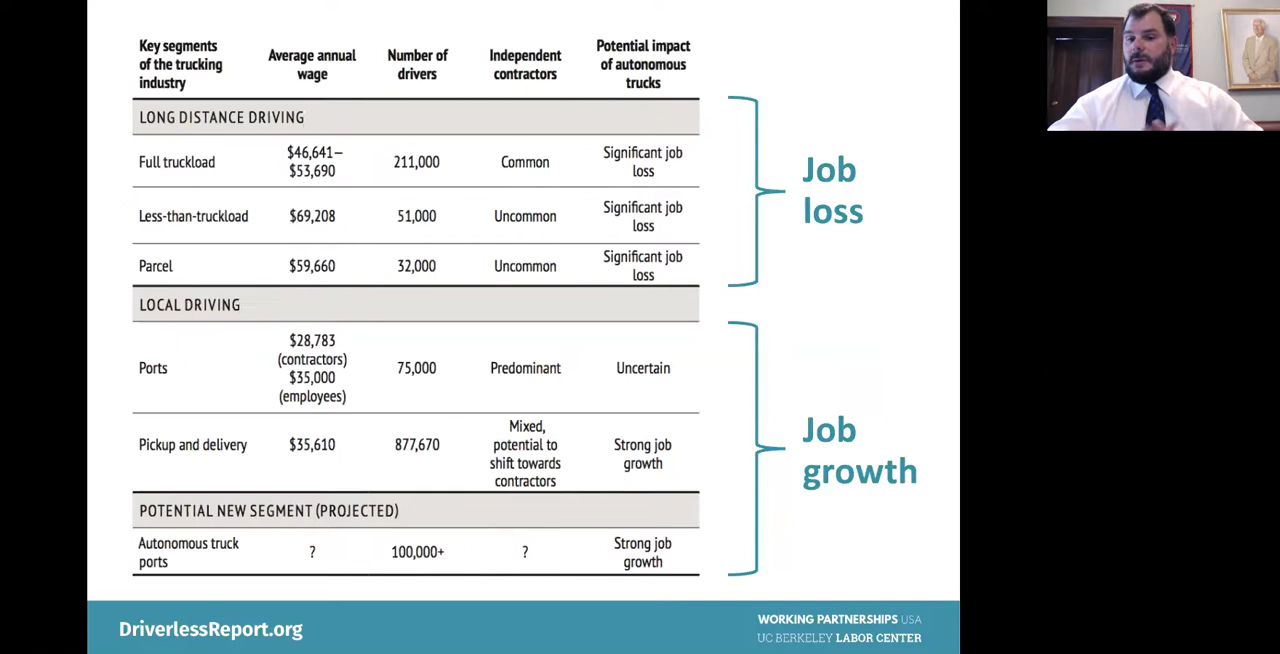 Key segments
of the trucking
industry
Average annual
wage
Number of
drivers
Independent
contractors
Potential impact
of autonomous
trucks
LONG DISTANCE DRIVING
Full truckload
$46,641–
$53,690
211,000
Common
Significant job
loss
Less-than-truckload
$69,208
51,000
Uncommon
Significant job
loss
Parcel
$59,660
32,000
Uncommon
Significant job
loss
Job
loss
LOCAL DRIVING
Ports
$28,783
(contractors)
$35,000
(employees)
75,000
Predominant
Uncertain
Pickup and delivery
$35,610
877,670
Mixed,
potential to
shift towards
contractors
Strong job
growth
POTENTIAL NEW SEGMENT (PROJECTED)
Autonomous truck
ports
?
100,000+
?
Strong job
growth
Job
growth
DriverlessReport.org
WORKING PARTNERSHIPS USA
UC BERKELEY LABOR CENTER